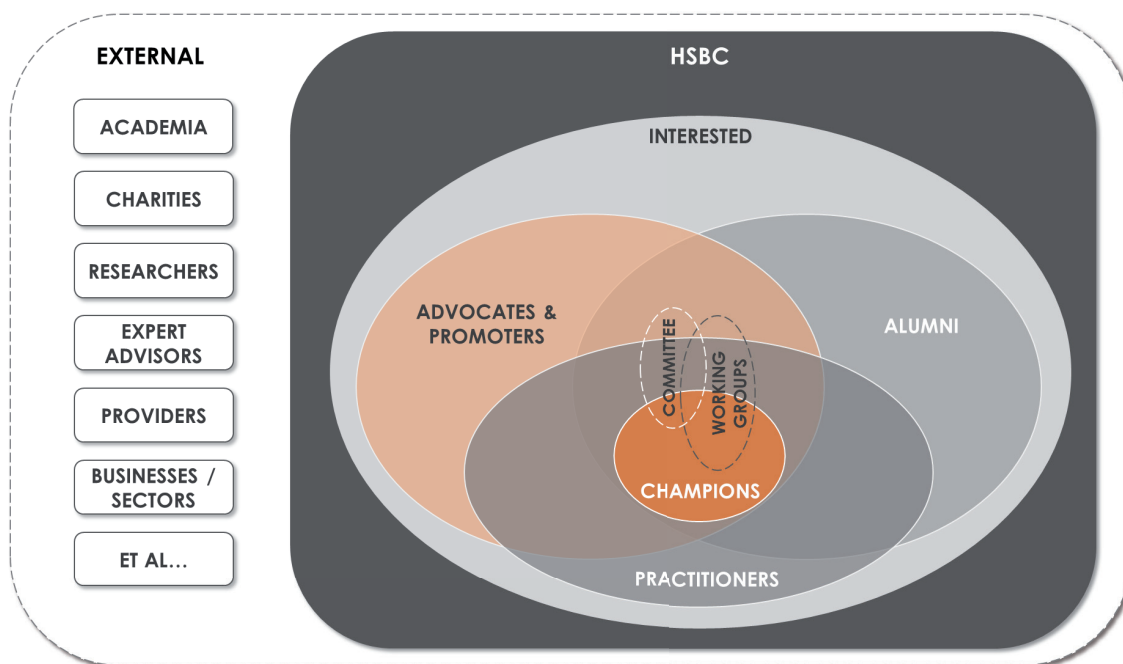 EXTERNAL
ACADEMIA
CHARITIES
RESEARCHERS
EXPERT
ADVISORS
PROVIDERS
BUSINESSES /
SECTORS
ET AL...
HSBC
INTERESTED
ADVOCATES &
PROMOTERS
ALUMNI
COMMITTEE
WORKING
GROUPS
CHAMPIONS
PRACTITIONERS